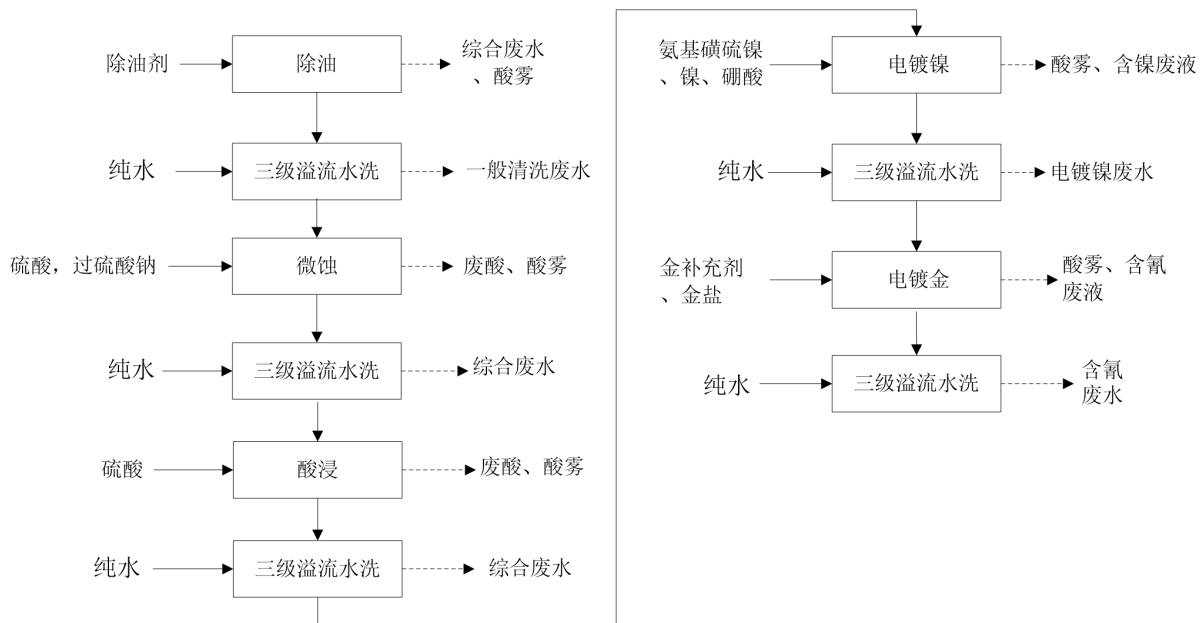 除油剂
除油
综合废水
、酸雾
纯水
三级溢流水洗
一般清洗废水
硫酸，过硫酸钠
微蚀
废酸、酸雾
纯水
三级溢流水洗
综合废水
硫酸
酸浸
废酸、酸雾
纯水
三级溢流水洗
综合废水
氨基磺硫镍
、镍、硼酸
电镀镍
酸雾、含镍废液
纯水
三级溢流水洗
电镀镍废水
金补充剂
、金盐
电镀金
酸雾、含氰
废液
纯水
三级溢流水洗
含氰
废水